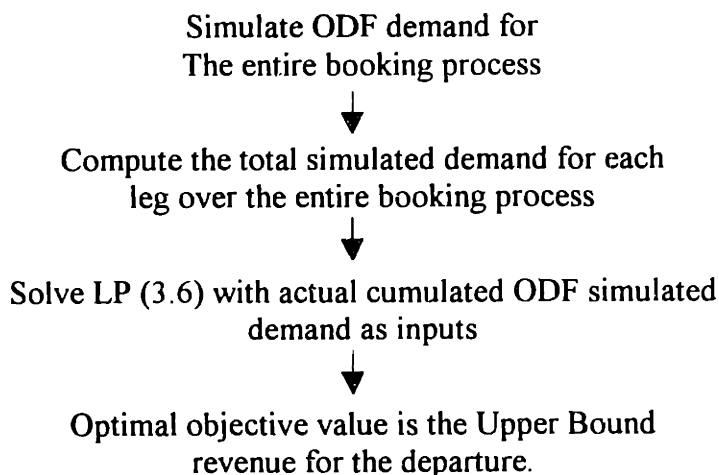 Simulate ODF demand for
The entire booking process
Compute the total simulated demand for each
leg over the entire booking process
Solve LP (3.6) with actual cumulated ODF simulated
demand as inputs
Optimal objective value is the Upper Bound
revenue for the departure.